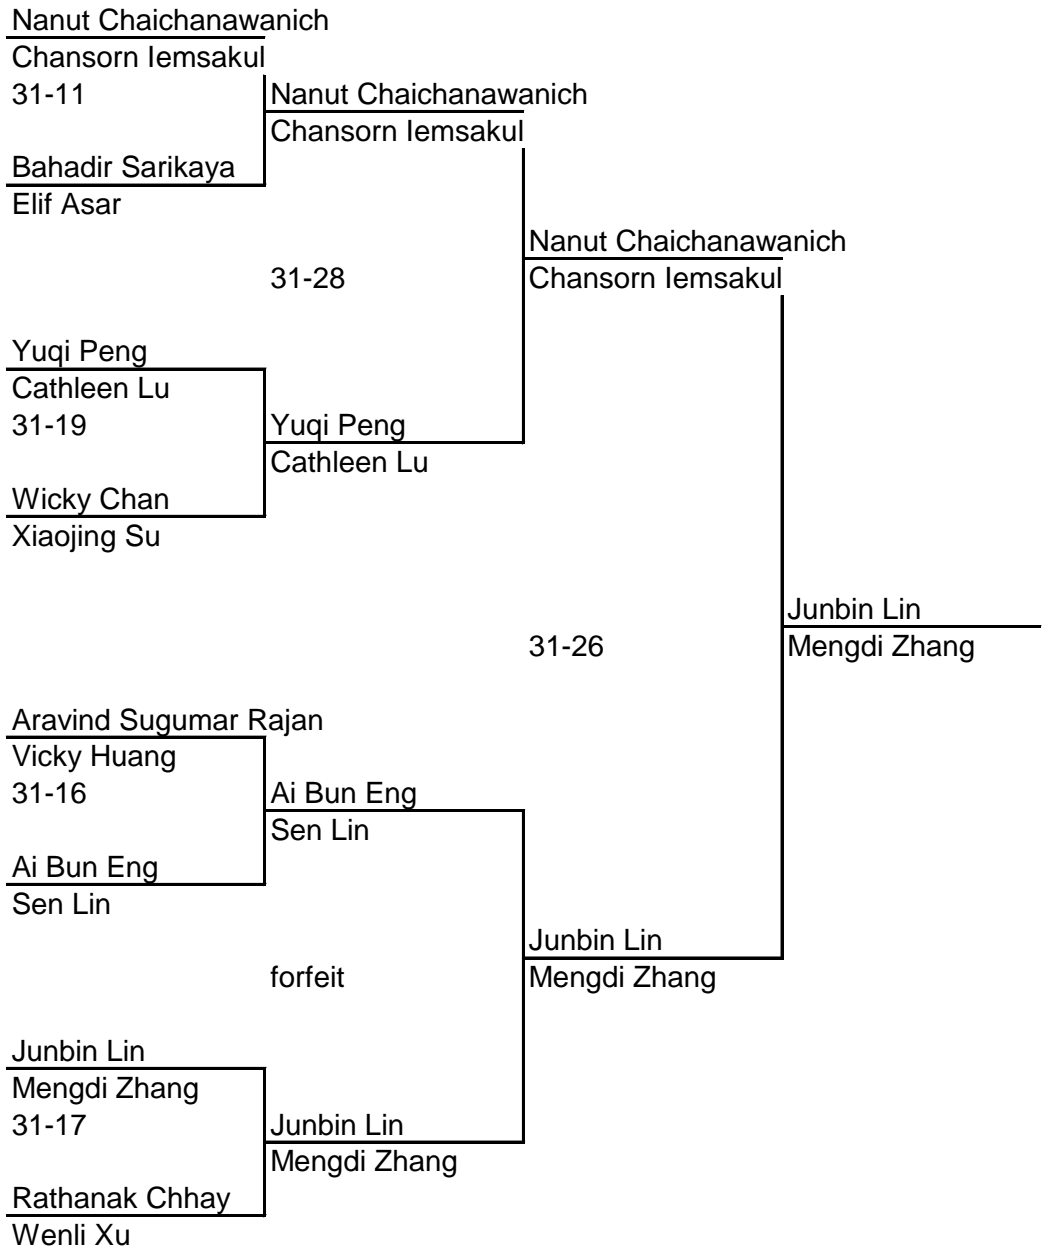 Nanut Chaichanawanich
Chansorn Iemsakul
31-11
Nanut Chaichanawanich
Chansorn Iemsakul
Bahadir Sarikaya
Elif Asar
Nanut Chaichanawanich
31-28
Chansorn Iemsakul
Yuqi Peng
Cathleen Lu
31-19
Yuqi Peng
Cathleen Lu
Wicky Chan
Xiaojing Su
Junbin Lin
31-26
Mengdi Zhang
Aravind Sugumar Rajan
Vicky Huang
31-16
Ai Bun Eng
Sen Lin
Ai Bun Eng
Sen Lin
Junbin Lin
forfeit
Mengdi Zhang
Junbin Lin
Mengdi Zhang
31-17
Junbin Lin
Mengdi Zhang
Rathanak Chhay
Wenli Xu